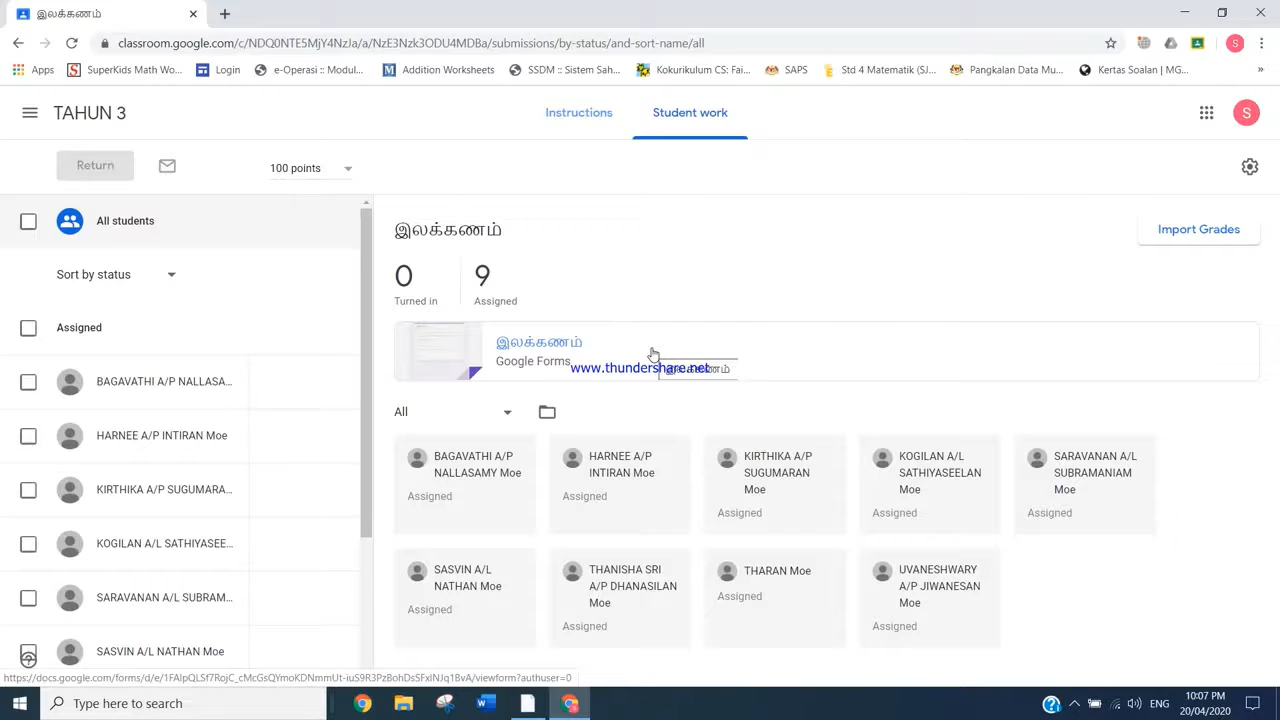 இலக்கணம்
classroom.google.com/c/NDQ0NTE5MjY4NzJa/a/NzE3Nzk3ODU4MDBa/submissions/by-status/and-sort-name/all
Apps SuperKids Math Wo... Login e-Operasi :: Modul... Addition Worksheets SSDM :: Sistem Sah... Kokurikulum CS: Fai... SAPS Std 4 Matematik (SJ... Pangkalan Data Mu... Kertas Soalan | MG... »
TAHUN 3 Instructions Student work S
Return 100 points
All students
இலக்கணம் Import Grades
Sort by status
0 9
Turned in Assigned
Assigned
இலக்கணம்
Google Forms
www.thundershare.net
BAGAVATHI A/P NALLASA...
HARNEE A/P INTIRAN Moe
KIRTHIKA A/P SUGUMARA...
KOGILAN A/L SATHIYASEE...
SARAVANAN A/L SUBRAM...
SASVIN A/L NATHAN Moe
All
BAGAVATHI A/P
NALLASAMY Moe
Assigned
HARNEE A/P
INTIRAN Moe
Assigned
KIRTHIKA A/P
SUGUMARAN
Moe
Assigned
KOGILAN A/L
SATHIYASEELAN
Moe
Assigned
SARAVANAN A/L
SUBRAMANIAM
Moe
Assigned
SASVIN A/L
NATHAN Moe
Assigned
THANISHA SRI
A/P DHANASILAN
Moe
Assigned
THARAN Moe
Assigned
UVANESHWARY
A/P JIWANESAN
Moe
Assigned
Type here to search
ENG
10:07 PM
20/04/2020